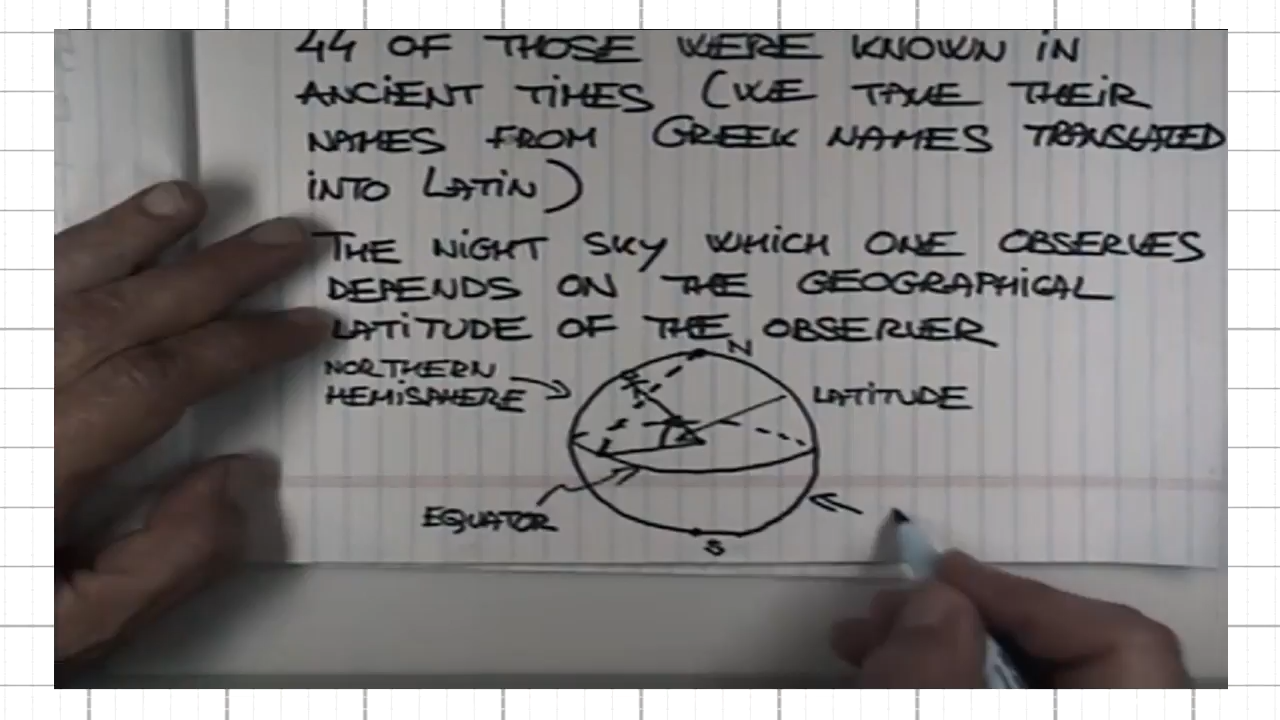 44 OF THOSE WERE KNOWN IN
ANCIENT TIMES (WE TAKE THEIR
NAMES FROM GREEK NAMES TRANSLATED
INTO LATIN)
THE NIGHT SKY WHICH ONE OBSERVES
DEPENDS ON THE GEOGRAPHICAL
LATITUDE OF THE OBSERVER
N
NORTHERN
HEMISPHERE
LATITUDE
EQUATOR
S